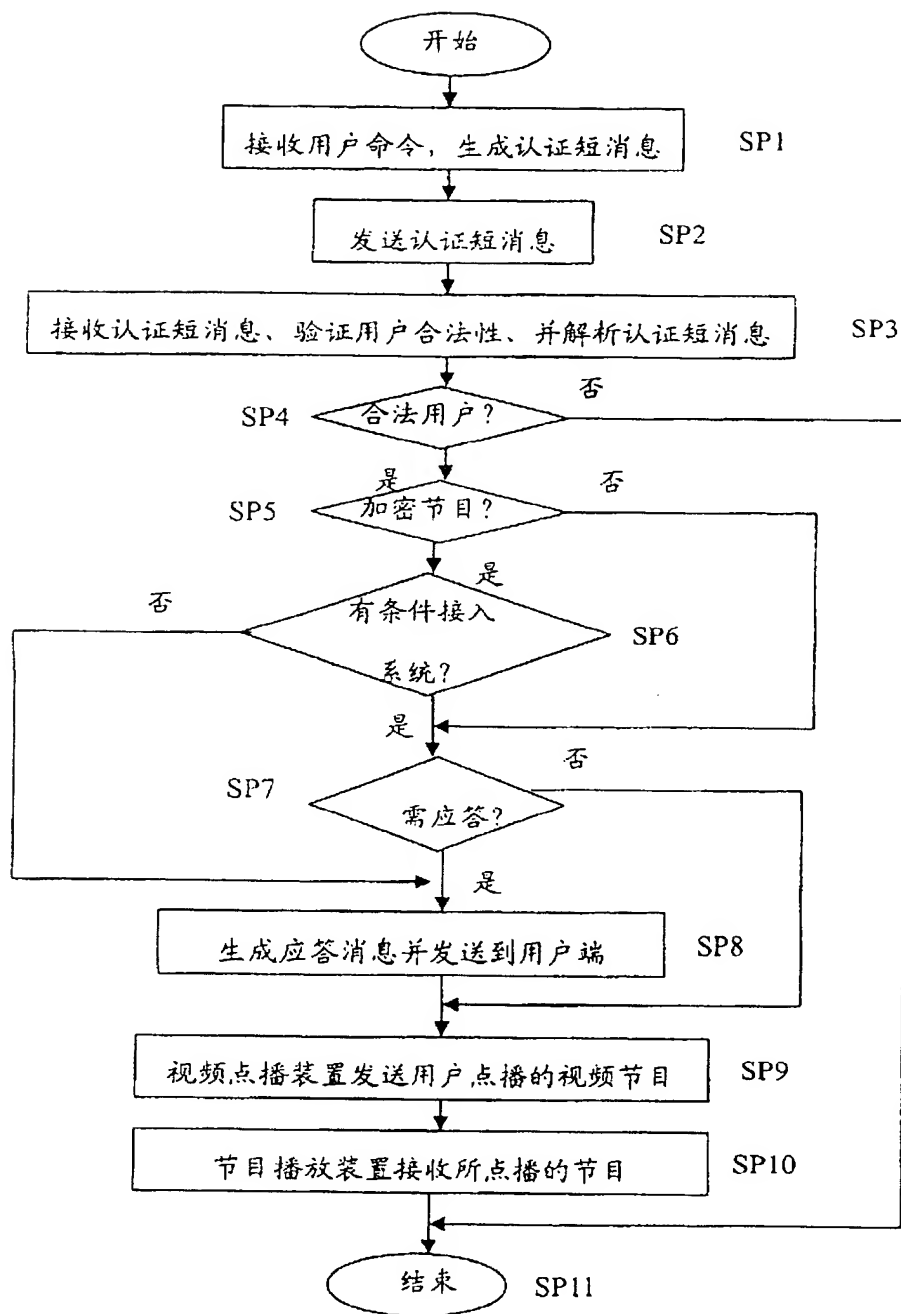 开始
接收用户命令，生成认证短消息 SP1
发送认证短消息 SP2
接收认证短消息、验证用户合法性、并解析认证短消息 SP3
否
SP4 合法用户？
是 否
SP5 加密节目？
是
否 有条件接入
SP6
系统？
是
否
SP7
需应答？
是
生成应答消息并发送到用户端 SP8
视频点播装置发送用户点播的视频节目 SP9
节目播放装置接收所点播的节目 SP10
结束 SP11